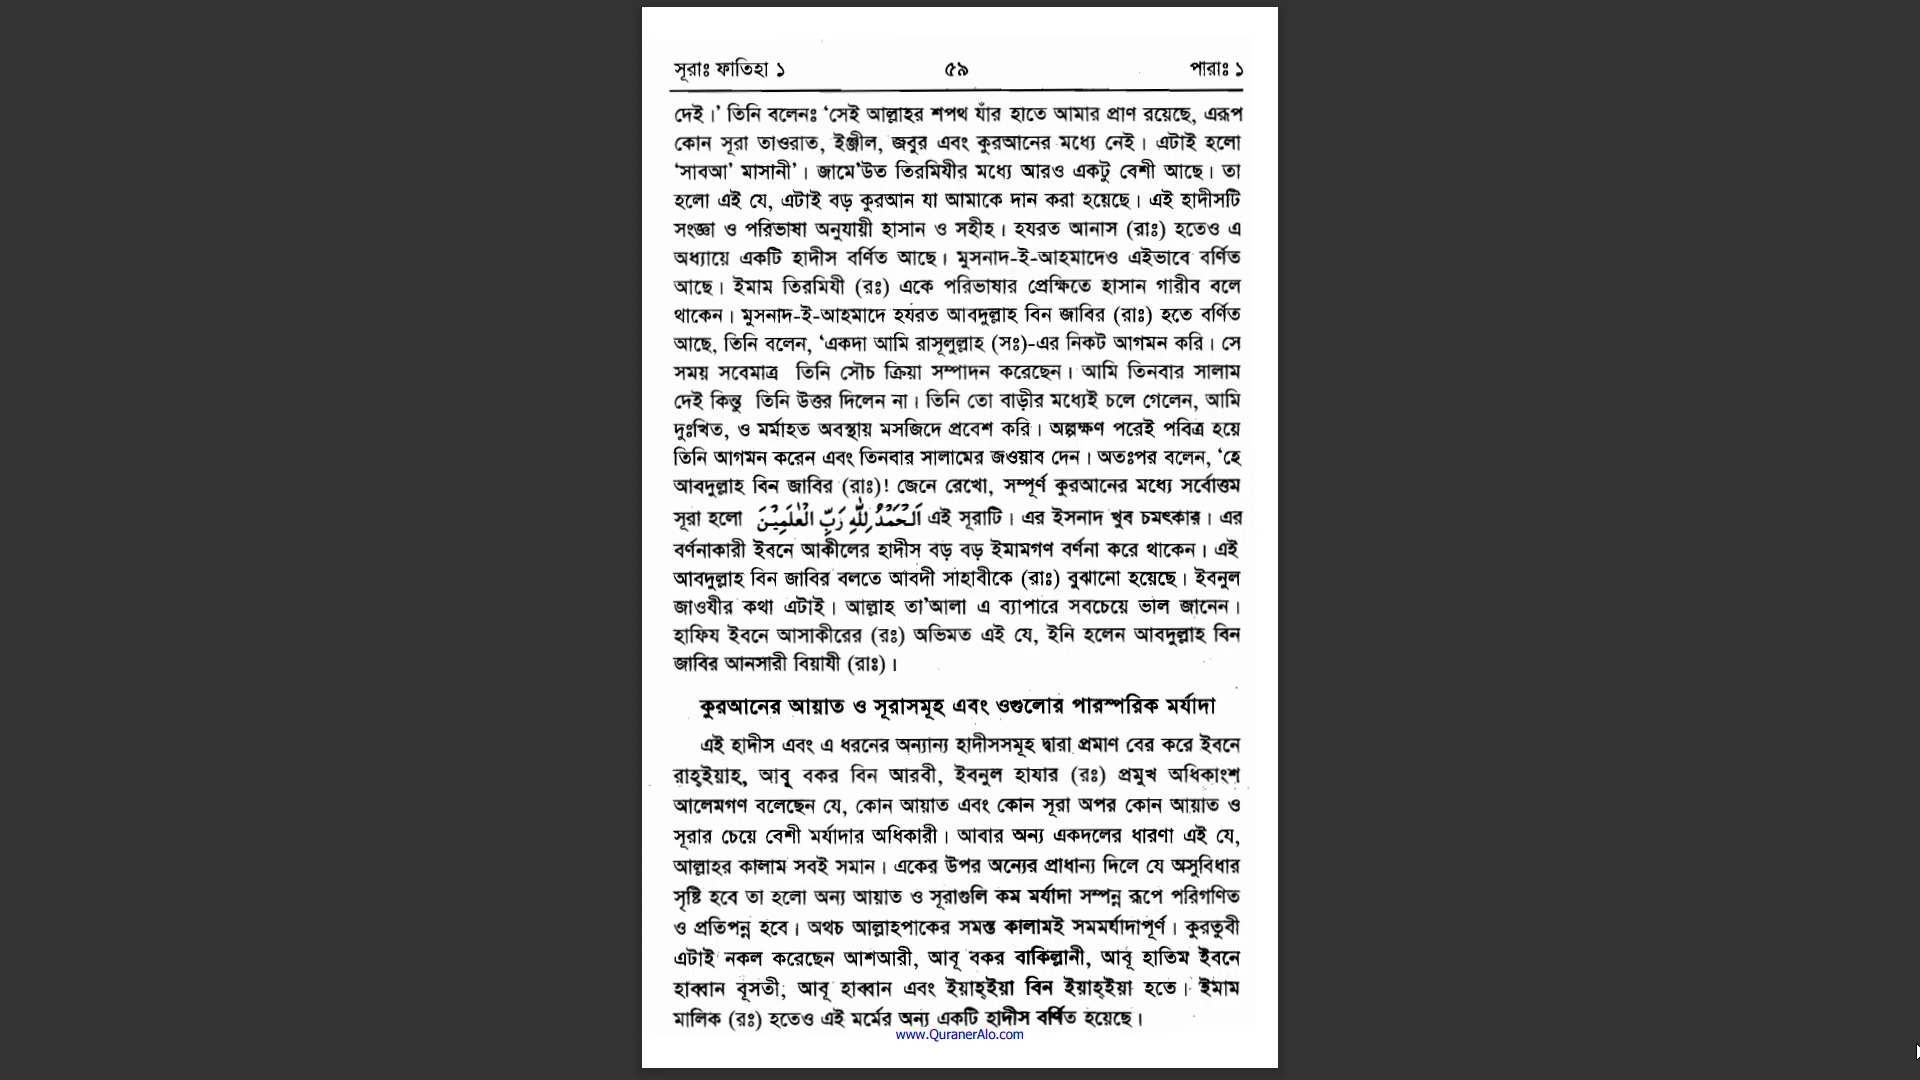 সূরাঃ ফাতিহা ১ ৫৯ পারাঃ ১
দেই।’ তিনি বলেনঃ ‘সেই আল্লাহর শপথ যাঁর হাতে আমার প্রাণ রয়েছে, এরূপ
কোন সূরা তাওরাত, ইঞ্জীল, জবুর এবং কুরআনের মধ্যে নেই। এটাই হলো
‘সাবআ’ মাসানী’। জামে’উত তিরমিযীর মধ্যে আরও একটু বেশী আছে। তা
হলো এই যে, এটাই বড় কুরআন যা আমাকে দান করা হয়েছে। এই হাদীসটি
সংজ্ঞা ও পরিভাষা অনুযায়ী হাসান ও সহীহ। হযরত আনাস (রাঃ) হতেও এ
অধ্যায়ে একটি হাদীস বর্ণিত আছে। মুসনাদ-ই-আহমাদেও এইভাবে বর্ণিত
আছে। ইমাম তিরমিযী (রঃ) একে পরিভাষার প্রেক্ষিতে হাসান গারীব বলে
থাকেন। মুসনাদ-ই-আহমাদে হযরত আবদুল্লাহ বিন জাবির (রাঃ) হতে বর্ণিত
আছে, তিনি বলেন, ‘একদা আমি রাসূলুল্লাহ (সঃ)-এর নিকট আগমন করি। সে
সময় সবেমাত্র তিনি সৌচ ক্রিয়া সম্পাদন করেছেন। আমি তিনবার সালাম
দেই কিন্তু তিনি উত্তর দিলেন না। তিনি তো বাড়ীর মধ্যেই চলে গেলেন, আমি
দুঃখিত, ও মর্মাহত অবস্থায় মসজিদে প্রবেশ করি। অল্পক্ষণ পরেই পবিত্র হয়ে
তিনি আগমন করেন এবং তিনবার সালামের জওয়াব দেন। অতঃপর বলেন, ‘হে
আবদুল্লাহ বিন জাবির (রাঃ)! জেনে রেখো, সম্পূর্ণ কুরআনের মধ্যে সর্বোত্তম
সূরা হলো اَلْحَمْدُ لِلّٰهِ رَبِّ الْعٰلَمِيْنَ এই সূরাটি। এর ইসনাদ খুব চমৎকার। এর
বর্ণনাকারী ইবনে আকীলের হাদীস বড় বড় ইমামগণ বর্ণনা করে থাকেন। এই
আবদুল্লাহ বিন জাবির বলতে আবদী সাহাবীকে (রাঃ) বুঝানো হয়েছে। ইবনুল
জাওযীর কথা এটাই। আল্লাহ তা’আলা এ ব্যাপারে সবচেয়ে ভাল জানেন।
হাফিয ইবনে আসাকীরের (রঃ) অভিমত এই যে, ইনি হলেন আবদুল্লাহ বিন
জাবির আনসারী বিয়াযী (রাঃ)।
কুরআনের আয়াত ও সূরাসমূহ এবং ওগুলোর পারস্পরিক মর্যাদা
এই হাদীস এবং এ ধরনের অন্যান্য হাদীসসমূহ দ্বারা প্রমাণ বের করে ইবনে
রাহ্ইয়াহ, আবূ বকর বিন আরবী, ইবনুল হাযার (রঃ) প্রমুখ অধিকাংশ
আলেমগণ বলেছেন যে, কোন আয়াত এবং কোন সূরা অপর কোন আয়াত ও
সূরার চেয়ে বেশী মর্যাদার অধিকারী। আবার অন্য একদলের ধারণা এই যে,
আল্লাহর কালাম সবই সমান। একের উপর অন্যের প্রাধান্য দিলে যে অসুবিধার
সৃষ্টি হবে তা হলো অন্য আয়াত ও সূরাগুলি কম মর্যাদা সম্পন্ন রূপে পরিগণিত
ও প্রতিপন্ন হবে। অথচ আল্লাহপাকের সমস্ত কালামই সমমর্যাদাপূর্ণ। কুরতুবী
এটাই নকল করেছেন আশআরী, আবূ বকর বাকিল্লানী, আবূ হাতিম ইবনে
হাব্বান বূসতী, আবূ হাব্বান এবং ইয়াহ্ইয়া বিন ইয়াহ্ইয়া হতে। ইমাম
মালিক (রঃ) হতেও এই মর্মের অন্য একটি হাদীস বর্ণিত হয়েছে।
www.QuranerAlo.com